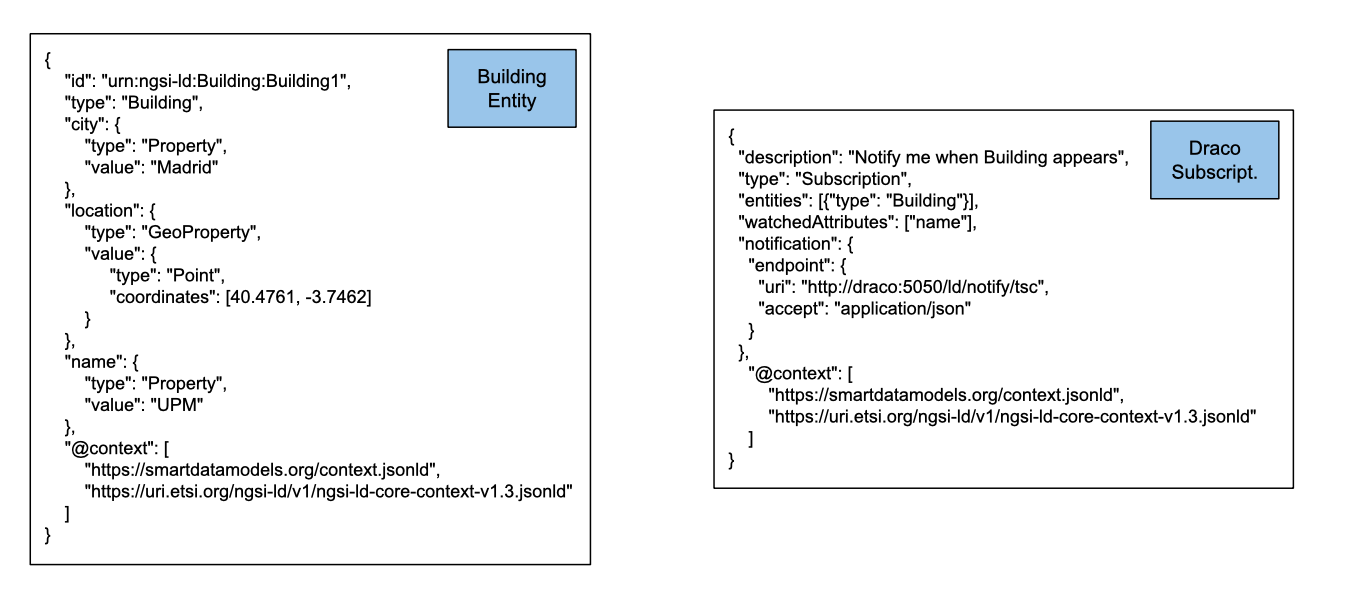 {
"id": "urn:ngsi-ld:Building:Building1",
"type": "Building",
"city": {
"type": "Property",
"value": "Madrid"
},
"location": {
"type": "GeoProperty",
"value": {
"type": "Point",
"coordinates": [40.4761, -3.7462]
}
},
"name": {
"type": "Property",
"value": "UPM"
},
"@context": [
"https://smartdatamodels.org/context.jsonld",
"https://uri.etsi.org/ngsi-ld/v1/ngsi-ld-core-context-v1.3.jsonld"
]
}
Building
Entity
{
"description": "Notify me when Building appears",
"type": "Subscription",
"entities": [{"type": "Building"}],
"watchedAttributes": ["name"],
"notification": {
"endpoint": {
"uri": "http://draco:5050/ld/notify/tsc",
"accept": "application/json"
}
},
"@context": [
"https://smartdatamodels.org/context.jsonld",
"https://uri.etsi.org/ngsi-ld/v1/ngsi-ld-core-context-v1.3.jsonld"
]
}
Draco
Subscript.